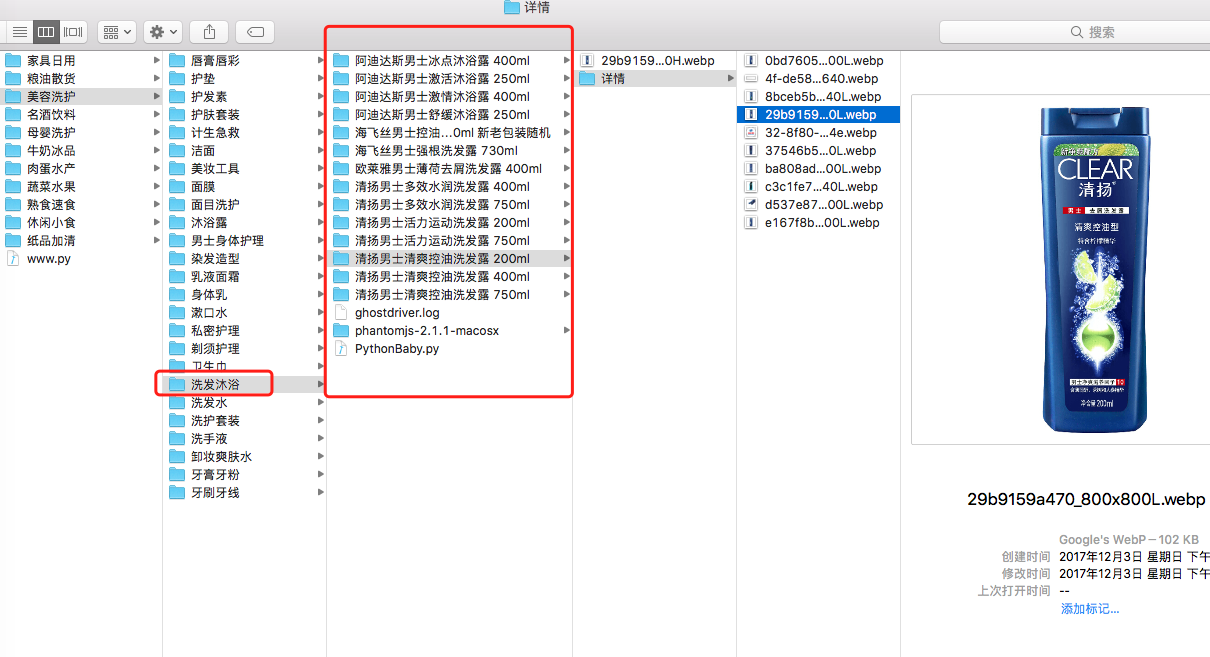 详情
搜索
家具日用
粮油散货
美容洗护
名酒饮料
母婴洗护
牛奶冰品
肉蛋水产
蔬菜水果
熟食速食
休闲小食
纸品加清
www.py
唇膏唇彩
护垫
护发素
护肤套装
计生急救
洁面
美妆工具
面膜
面目洗护
沐浴露
男士身体护理
染发造型
乳液面霜
身体乳
漱口水
私密护理
剃须护理
卫生巾
洗发沐浴
洗发水
洗护套装
洗手液
卸妆爽肤水
牙膏牙粉
牙刷牙线
阿迪达斯男士冰点沐浴露 400ml
阿迪达斯男士激活沐浴露 250ml
阿迪达斯男士激情沐浴露 400ml
阿迪达斯男士舒缓沐浴露 250ml
海飞丝男士控油...0ml 新老包装随机
海飞丝男士强根洗发露 730ml
欧莱雅男士薄荷去屑洗发露 400ml
清扬男士多效水润洗发露 400ml
清扬男士多效水润洗发露 750ml
清扬男士活力运动洗发露 200ml
清扬男士活力运动洗发露 750ml
清扬男士清爽控油洗发露 200ml
清扬男士清爽控油洗发露 400ml
清扬男士清爽控油洗发露 750ml
ghostdriver.log
phantomjs-2.1.1-macosx
PythonBaby.py
29b9159...0H.webp
详情
0bd7605...00L.webp
4f-de58...640.webp
8bceb5b...40L.webp
29b9159...0L.webp
32-8f80-...4e.webp
37546b5...0L.webp
ba808ad...00L.webp
c3c1fe7...40L.webp
d537e87...00L.webp
e167f8b...00L.webp
CLEAR
清扬
男士 去屑洗发露
清爽控油型
净含量200ml
29b9159a470_800x800L.webp
Google's WebP－102 KB
创建时间 2017年12月3日 星期日 下午
修改时间 2017年12月3日 星期日 下午
上次打开时间 --
添加标记...